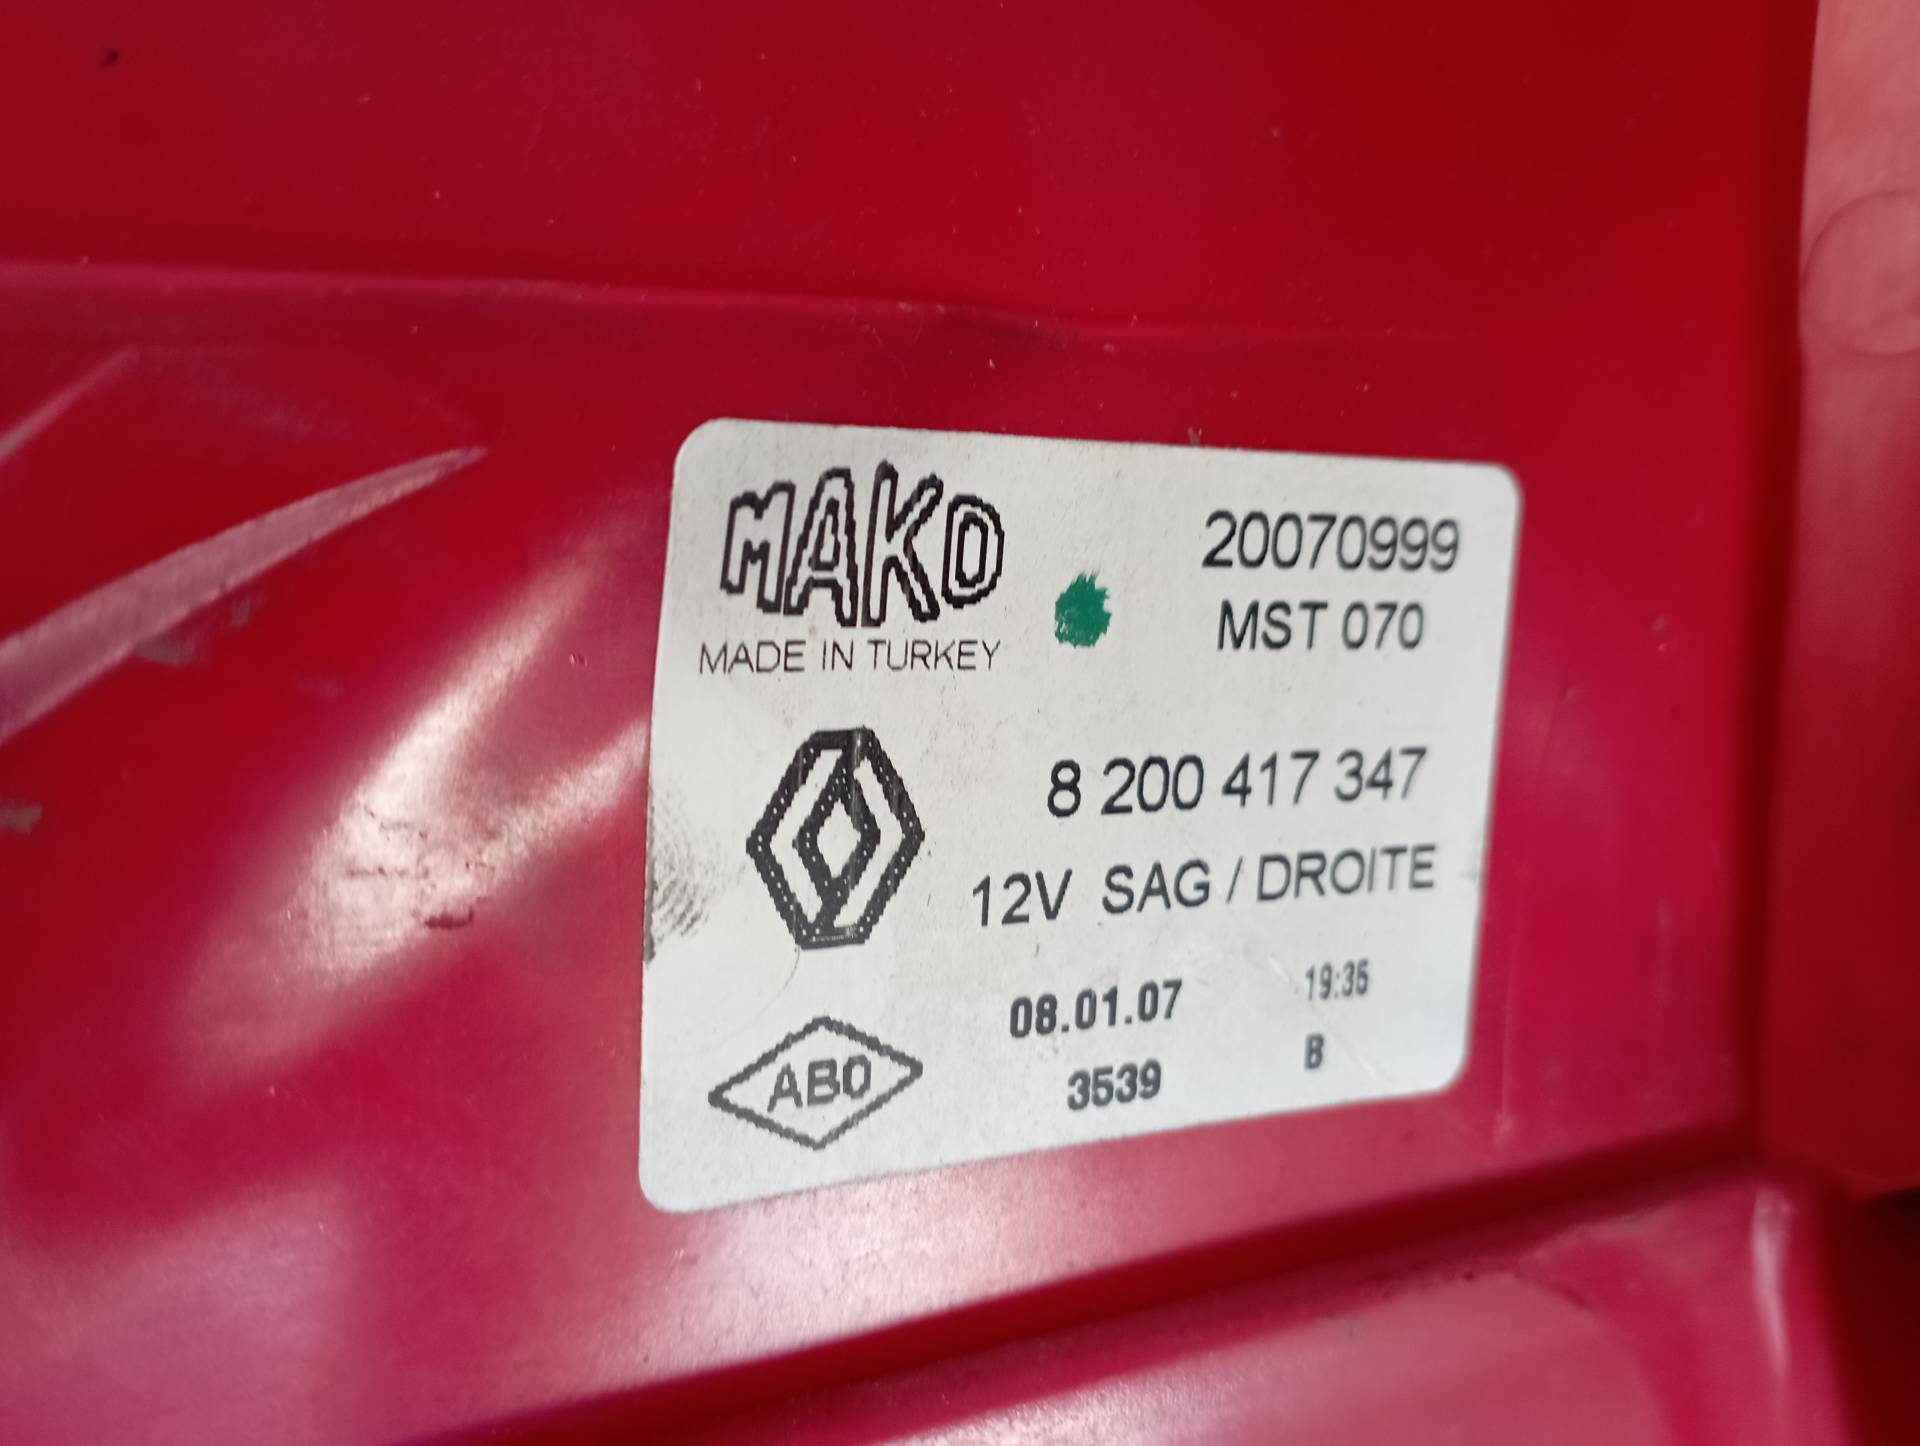 MAKO
MADE IN TURKEY
20070999
MST 070
8 200 417 347
12V SAG / DROITE
08.01.07 19:35
3539 B
ABO